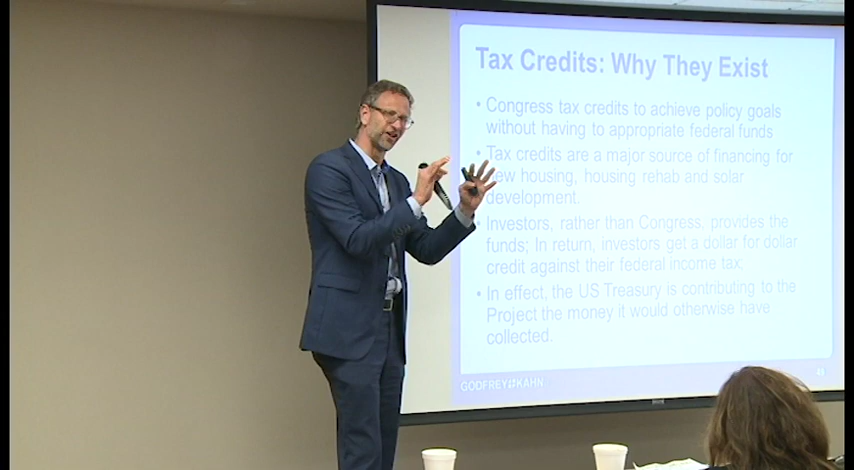 Tax Credits: Why They Exist
• Congress tax credits to achieve policy goals
without having to appropriate federal funds
• Tax credits are a major source of financing for
ew housing, housing rehab and solar
development.
• Investors, rather than Congress, provides the
funds; In return, investors get a dollar for dollar
credit against their federal income tax;
• In effect, the US Treasury is contributing to the
Project the money it would otherwise have
collected.
GODFREY KAHN